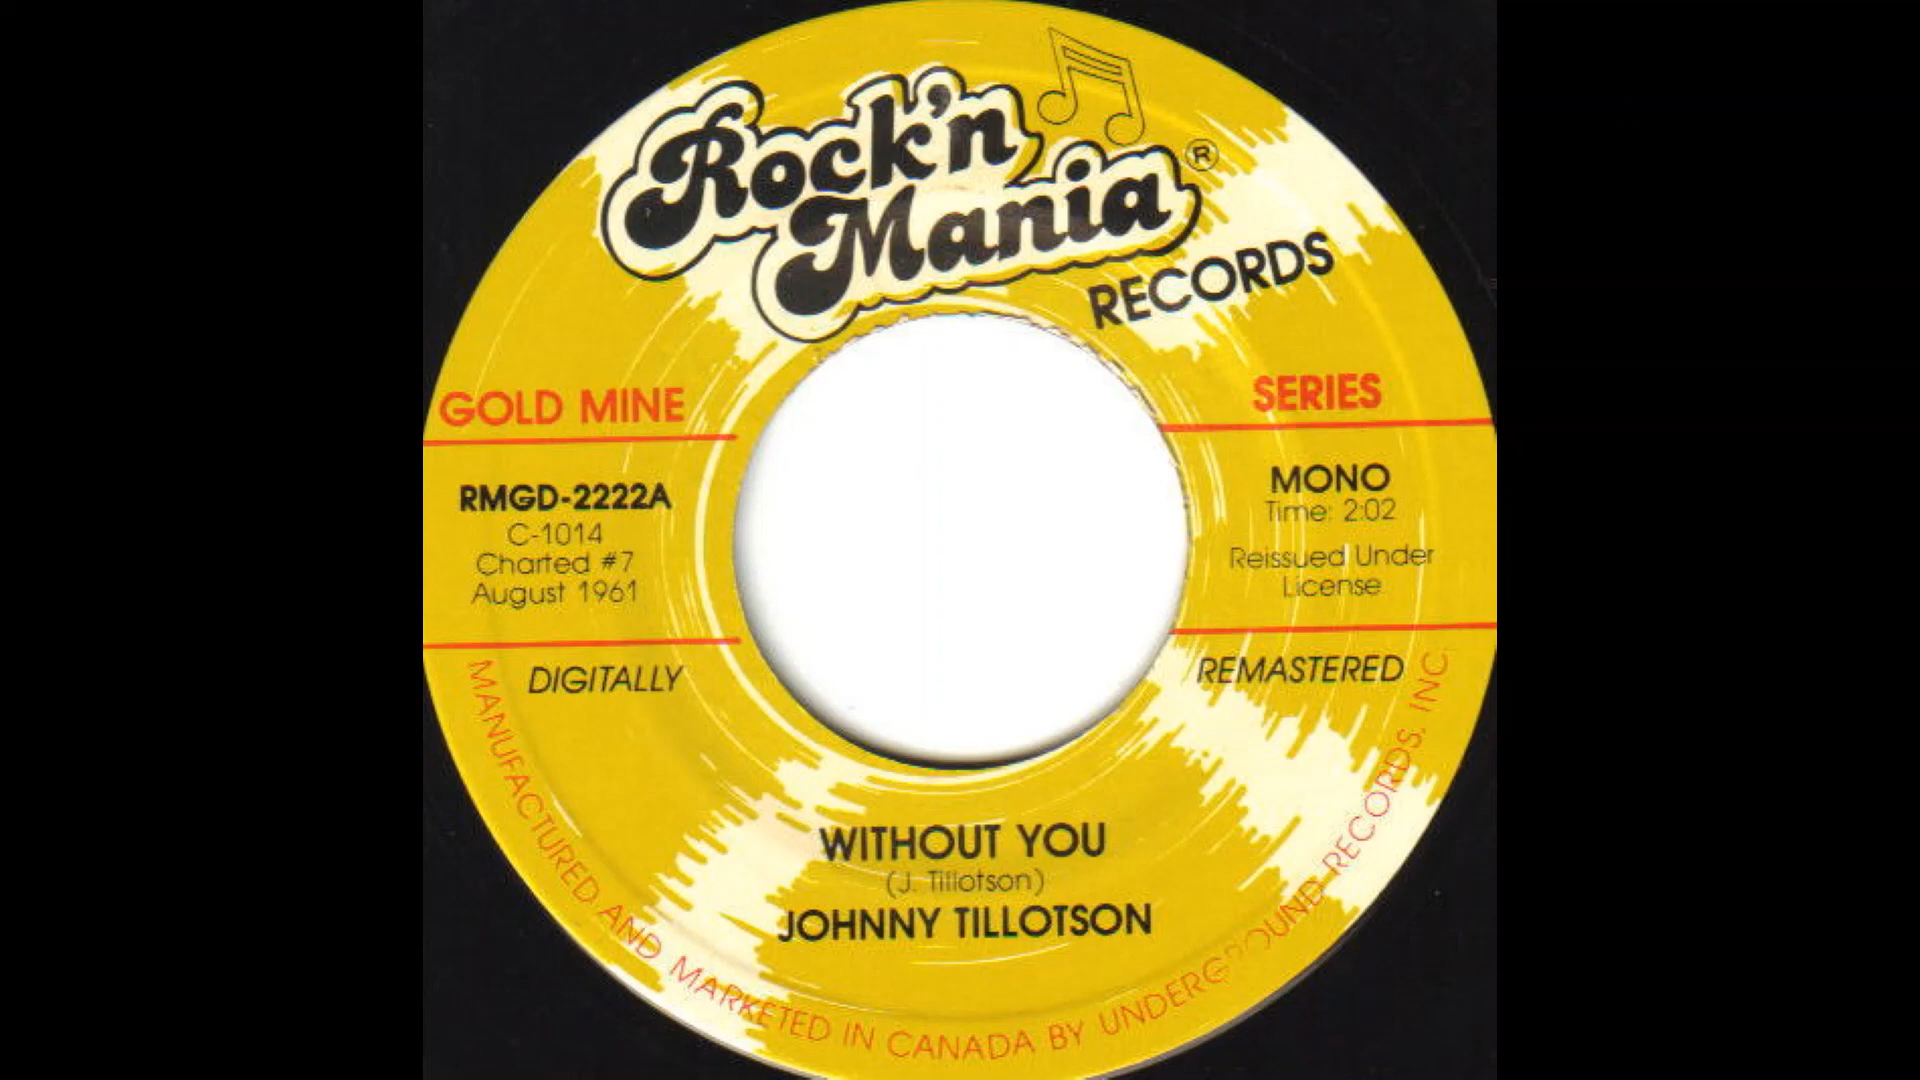 Rock'n
Mania®
RECORDS
GOLD MINE
SERIES
RMGD-2222A
C-1014
Charted #7
August 1961
MONO
Time: 2:02
Reissued Under
License
DIGITALLY
REMASTERED
WITHOUT YOU
(J. Tillotson)
JOHNNY TILLOTSON
MANUFACTURED AND MARKETED IN CANADA BY UNDERGROUND RECORDS, INC.